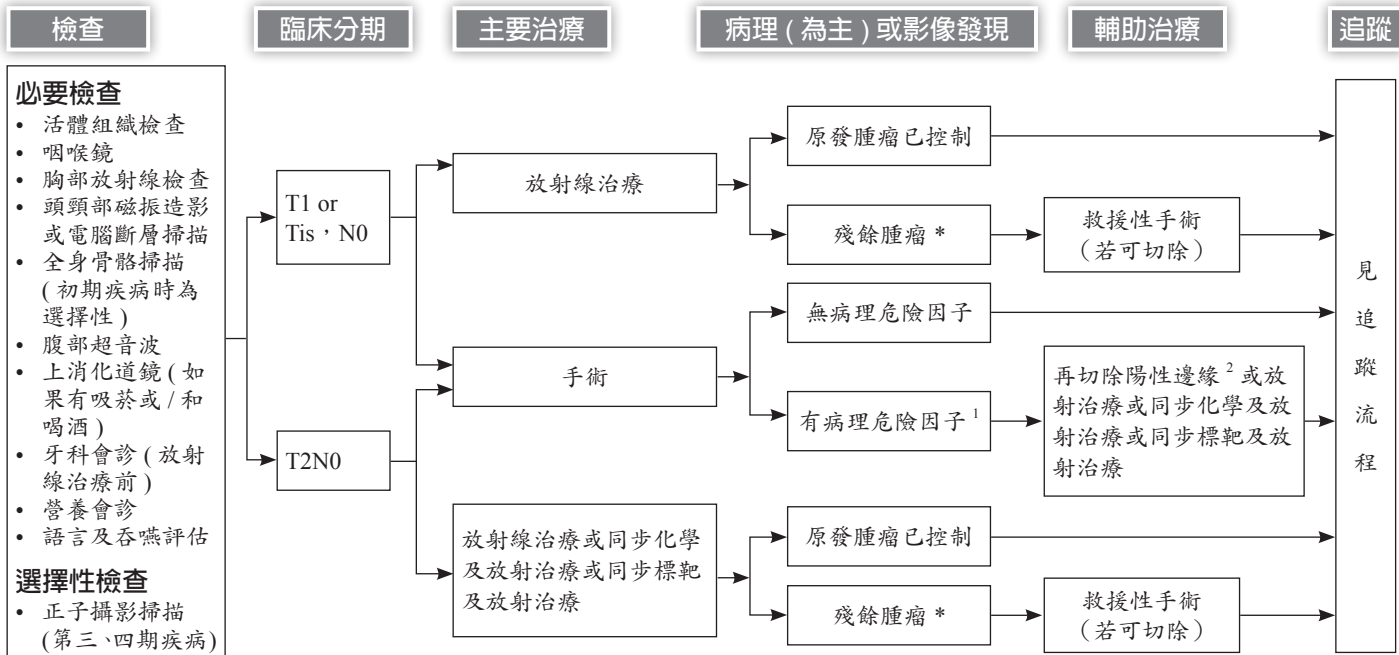 檢查
臨床分期
主要治療
病理 ( 為主 ) 或影像發現
輔助治療
追蹤
必要檢查
• 活體組織檢查
• 咽喉鏡
• 胸部放射線檢查
• 頭頸部磁振造影
或電腦斷層掃描
• 全身骨骼掃描
( 初期疾病時為
選擇性 )
• 腹部超音波
• 上消化道鏡 ( 如
果有吸菸或 / 和
喝酒 )
• 牙科會診 ( 放射
線治療前 )
• 營養會診
• 語言及吞嚥評估
選擇性檢查
• 正子攝影掃描
(第三、四期疾病)
T1 or
Tis，N0
T2N0
放射線治療
手術
放射線治療或同步化學
及放射治療或同步標靶
及放射治療
原發腫瘤已控制
殘餘腫瘤 *
無病理危險因子
有病理危險因子 1
原發腫瘤已控制
殘餘腫瘤 *
救援性手術
（若可切除）
再切除陽性邊緣 2 或放
射治療或同步化學及放
射治療或同步標靶及放
射治療
救援性手術
（若可切除）
見
追
蹤
流
程